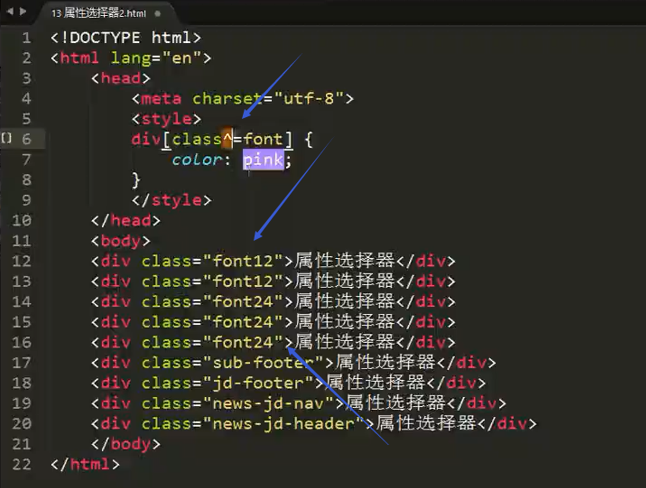 13 属性选择器2.html
1 <!DOCTYPE html>
2 <html lang="en">
3 <head>
4 <meta charset="utf-8">
5 <style>
6 div[class^=font] {
7 color: pink;
8 }
9 </style>
10 </head>
11 <body>
12 <div class="font12">属性选择器</div>
13 <div class="font12">属性选择器</div>
14 <div class="font24">属性选择器</div>
15 <div class="font24">属性选择器</div>
16 <div class="font24">属性选择器</div>
17 <div class="sub-footer">属性选择器</div>
18 <div class="jd-footer">属性选择器</div>
19 <div class="news-jd-nav">属性选择器</div>
20 <div class="news-jd-header">属性选择器</div>
21 </body>
22 </html>